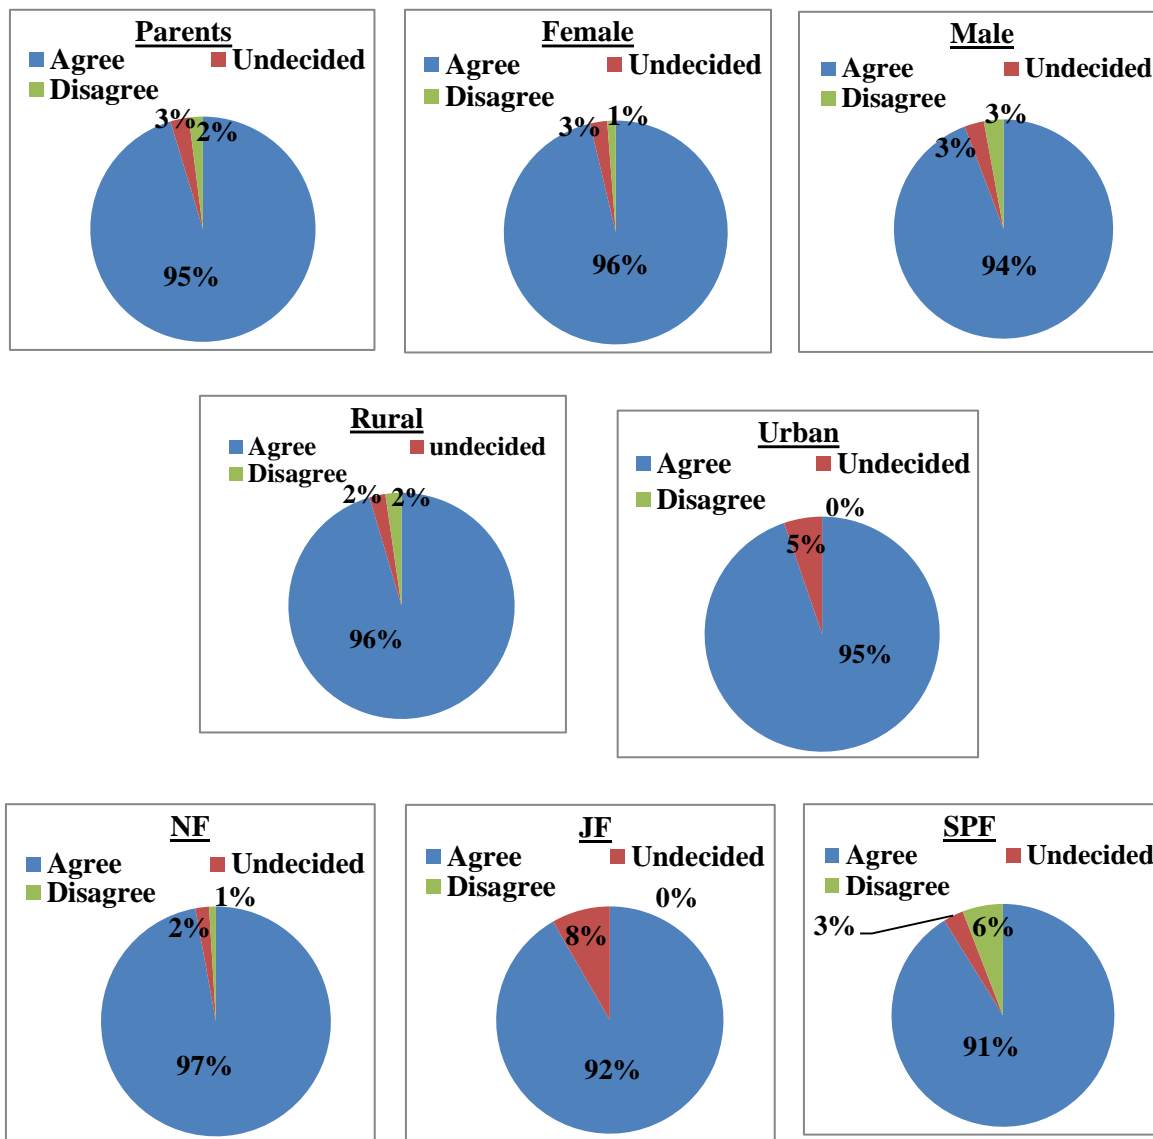 Parents
Agree Undecided
Disagree
3% 2%
95%
Female
Agree Undecided
Disagree
3% 1%
96%
Male
Agree Undecided
Disagree
3% 3%
94%
Rural
Agree undecided
Disagree
2% 2%
96%
Urban
Agree Undecided
Disagree
0%
5%
95%
NF
Agree Undecided
Disagree
1%
2%
97%
JF
Agree Undecided
Disagree
0%
8%
92%
SPF
Agree Undecided
Disagree
3% 6%
91%